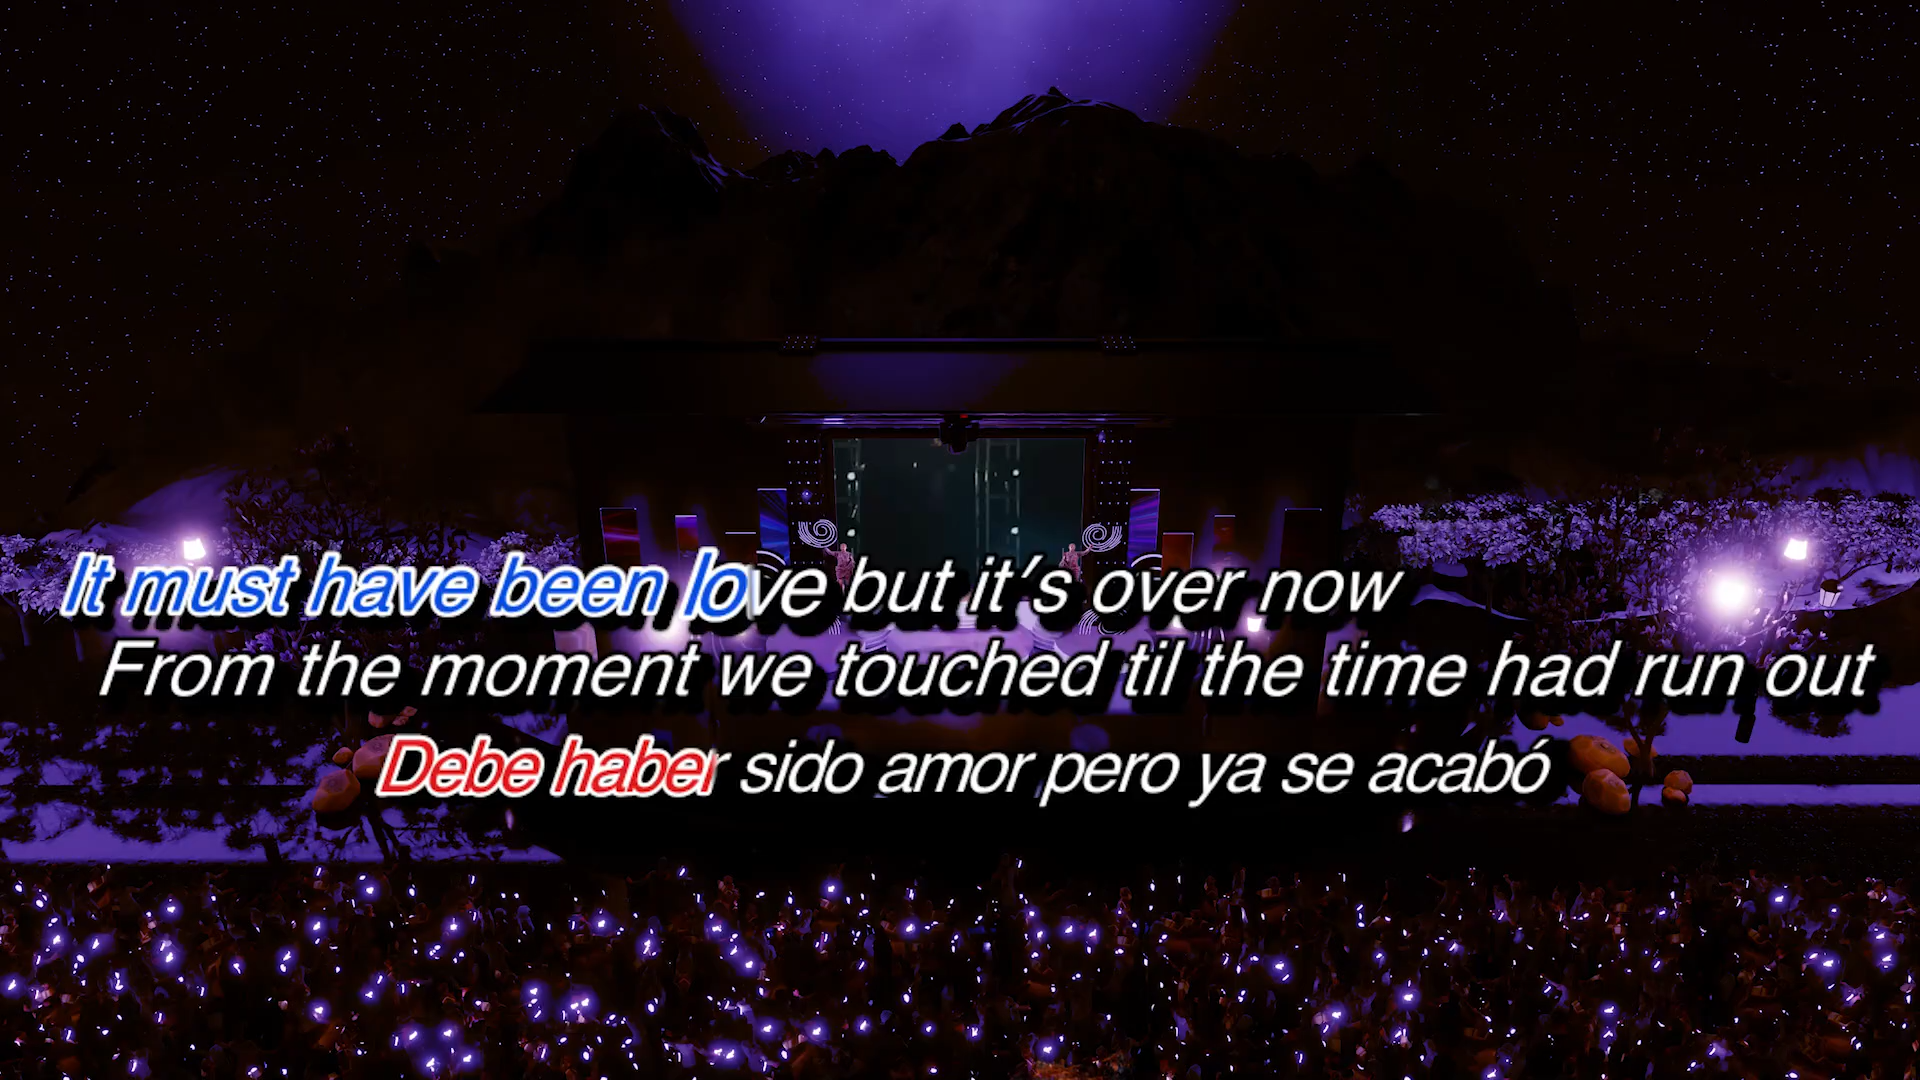 It must have been love but it's over now
From the moment we touched til the time had run out
Debe haber sido amor pero ya se acabó